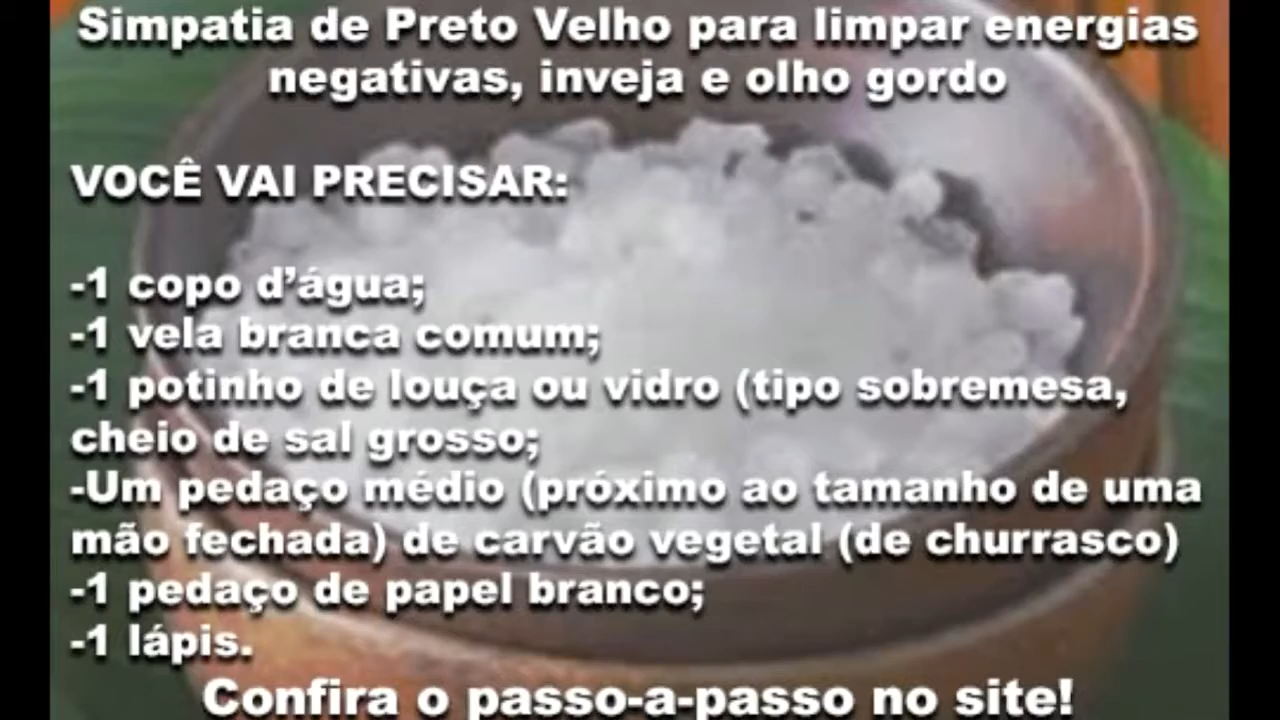 Simpatia de Preto Velho para limpar energias
negativas, inveja e olho gordo
VOCÊ VAI PRECISAR:
-1 copo d’água;
-1 vela branca comum;
-1 potinho de louça ou vidro (tipo sobremesa,
cheio de sal grosso;
-Um pedaço médio (próximo ao tamanho de uma
mão fechada) de carvão vegetal (de churrasco)
-1 pedaço de papel branco;
-1 lápis.
Confira o passo-a-passo no site!